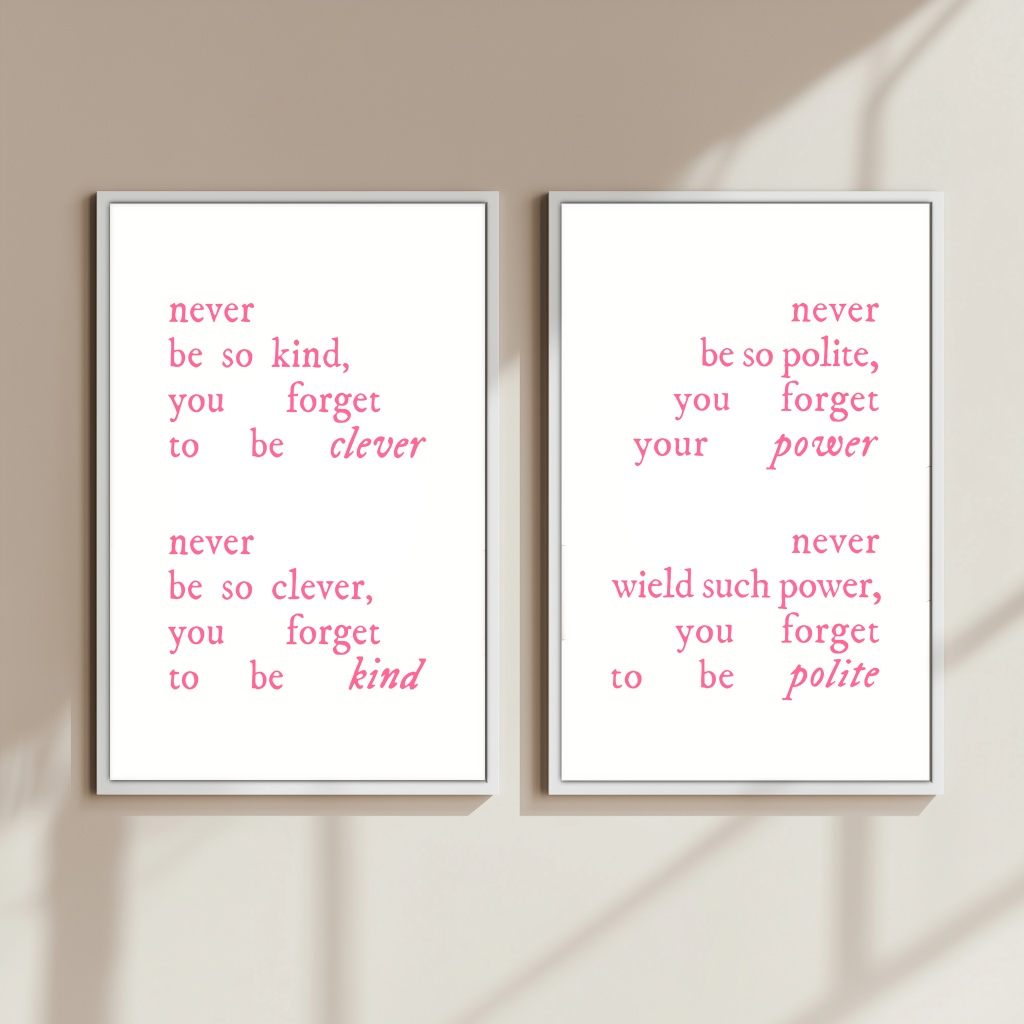 never
be so kind,
you forget
to be clever
never
be so clever,
you forget
to be kind
never
be so polite,
you forget
your power
never
wield such power,
you forget
to be polite